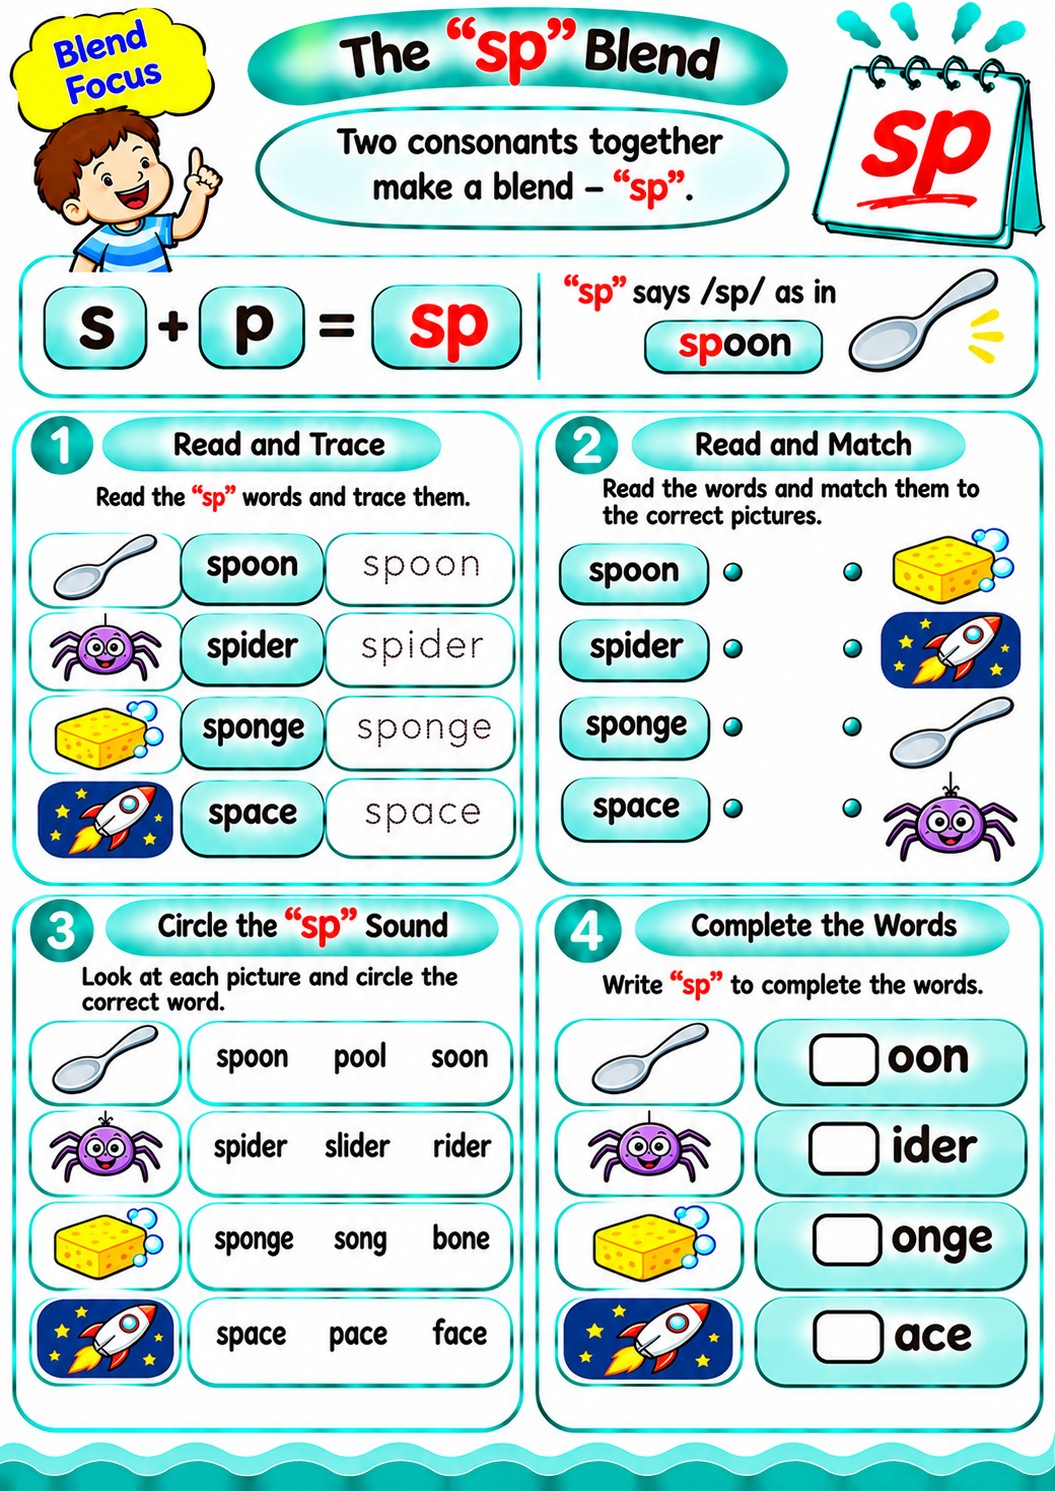 Blend
Focus
The “sp” Blend
Two consonants together
make a blend – “sp”.
sp
s + p = sp
“sp” says /sp/ as in
spoon
1 Read and Trace
Read the “sp” words and trace them.
spoon spoon
spider spider
sponge sponge
space space
2 Read and Match
Read the words and match them to
the correct pictures.
spoon
spider
sponge
space
3 Circle the “sp” Sound
Look at each picture and circle the
correct word.
spoon pool soon
spider slider rider
sponge song bone
space pace face
4 Complete the Words
Write “sp” to complete the words.
oon
ider
onge
ace